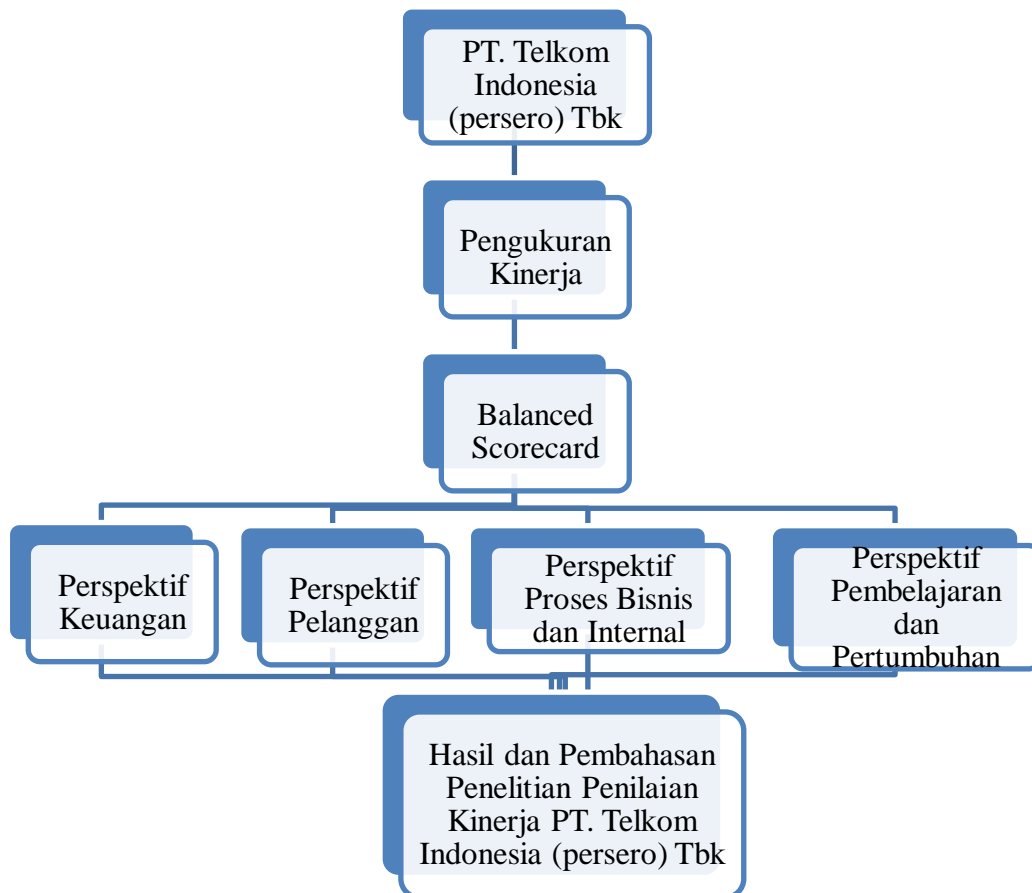 PT. Telkom
Indonesia
(persero) Tbk
Pengukuran
Kinerja
Balanced
Scorecard
Perspektif
Keuangan
Perspektif
Pelanggan
Perspektif
Proses Bisnis
dan Internal
Perspektif
Pembelajaran
dan
Pertumbuhan
Hasil dan Pembahasan
Penelitian Penilaian
Kinerja PT. Telkom
Indonesia (persero) Tbk